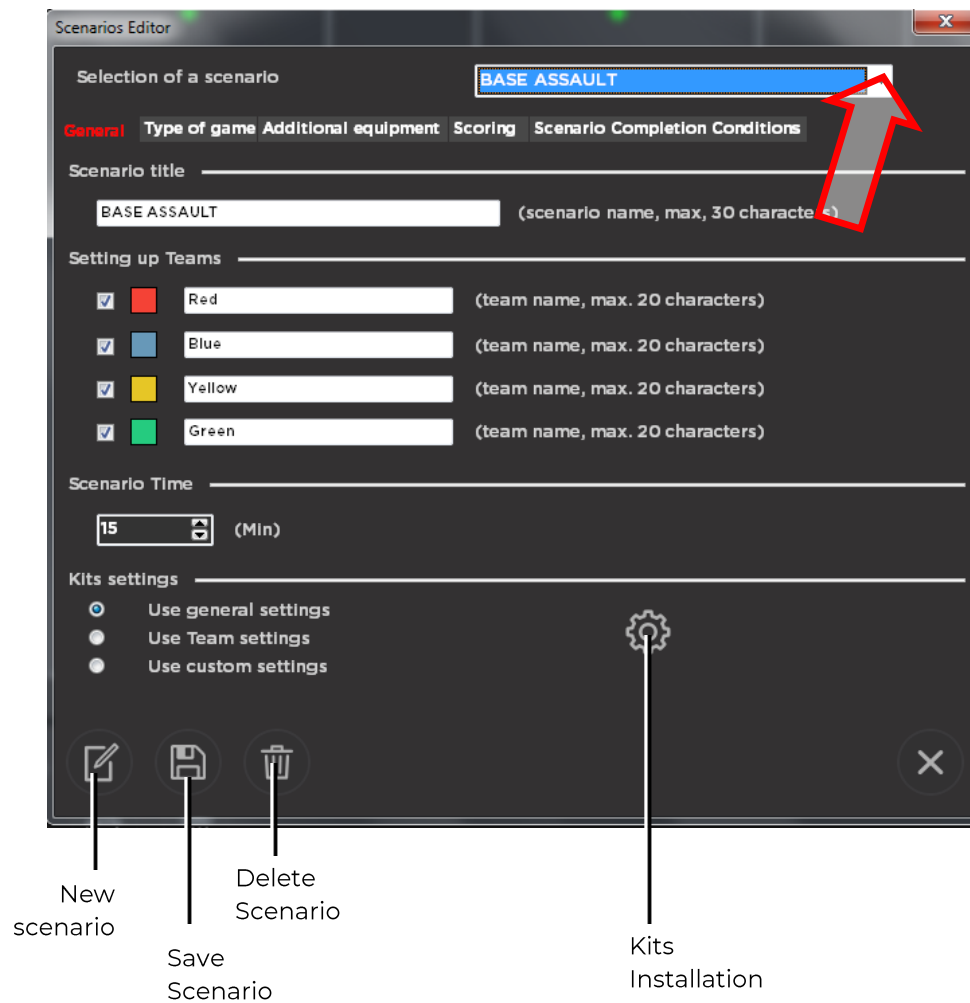 Scenarios Editor
Selection of a scenario
BASE ASSAULT
General Type of game Additional equipment Scoring Scenario Completion Conditions
Scenario title
BASE ASSAULT (scenario name, max, 30 characters)
Setting up Teams
Red (team name, max. 20 characters)
Blue (team name, max. 20 characters)
Yellow (team name, max. 20 characters)
Green (team name, max. 20 characters)
Scenario Time
15 (Min)
Kits settings
Use general settings
Use Team settings
Use custom settings
New
scenario
Save
Scenario
Delete
Scenario
Kits
Installation